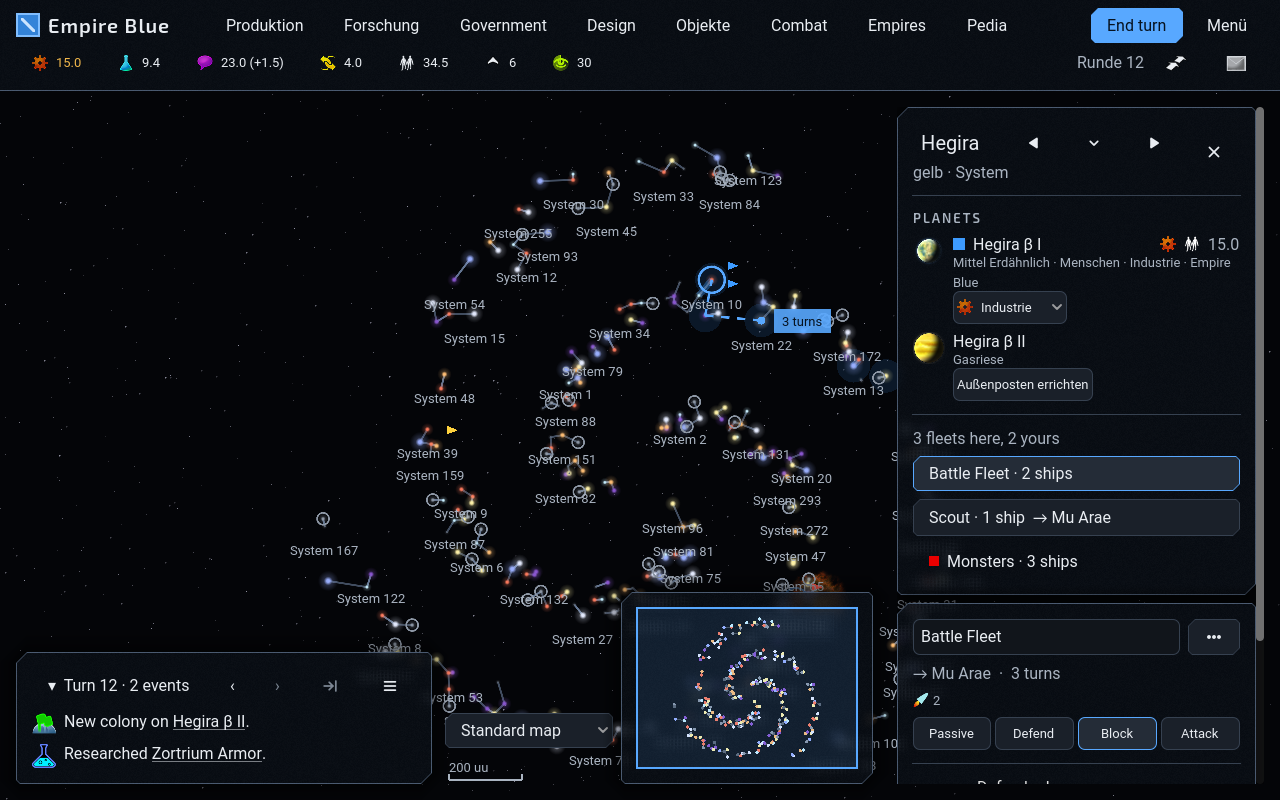 Empire Blue
Produktion
Forschung
Government
Design
Objekte
Combat
Empires
Pedia
End turn
Menü
15.0
9.4
23.0 (+1.5)
4.0
34.5
6
30
Runde 12
System 123
System 33
System 84
System 30
System 45
System 255
System 93
System 12
System 54
System 10
System 15
System 34
3 turns
System 22
System 172
System 79
System 13
System 1
System 48
System 88
System 2
System 39
System 131
System 151
System 159
System 20
System 82
System 293
System 9
System 96
System 272
System 167
System 87
System 81
System 47
System 6
System 75
System 122
System 132
System 27
System 8
Hegira
gelb · System
PLANETS
Hegira β I
15.0
Mittel Erdähnlich · Menschen · Industrie · Empire
Blue
Industrie
Hegira β II
Gasriese
Außenposten errichten
3 fleets here, 2 yours
Battle Fleet · 2 ships
Scout · 1 ship → Mu Arae
Monsters · 3 ships
Battle Fleet
•••
→ Mu Arae · 3 turns
2
Passive
Defend
Block
Attack
Turn 12 · 2 events
New colony on Hegira β II.
Researched Zortrium Armor.
Standard map
200 uu